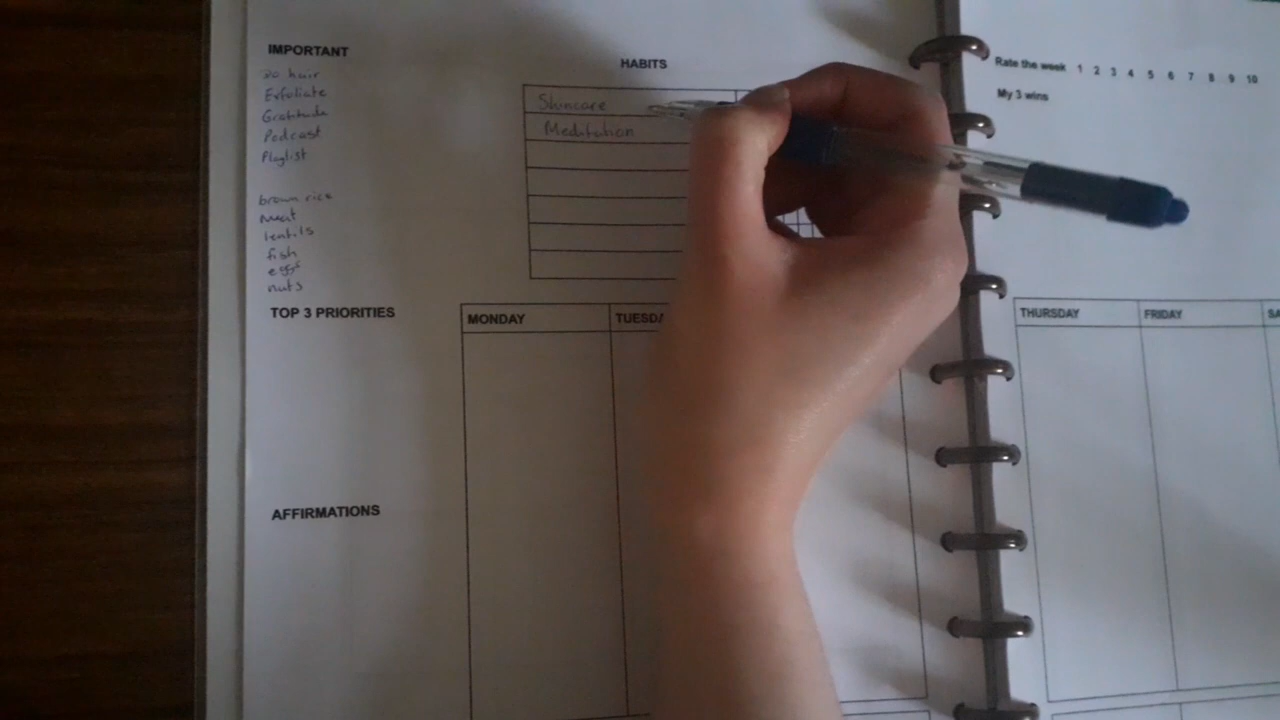 IMPORTANT
Do hair
Exfoliate
Gratitude
Podcast
Playlist
brown rice
meat
lentils
fish
eggs
nuts
HABITS
Skincare
Meditation
TOP 3 PRIORITIES
AFFIRMATIONS
MONDAY
TUESDA
Rate the week 1 2 3 4 5 6 7 8 9 10
My 3 wins
THURSDAY
FRIDAY
SA